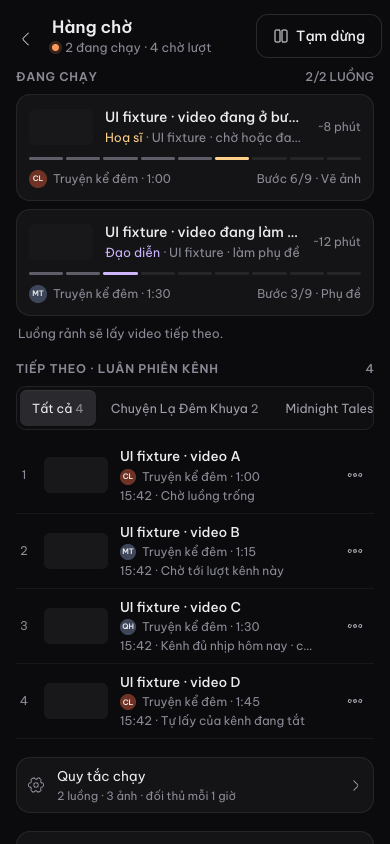 Hàng chờ
2 đang chạy · 4 chờ lượt
Tạm dừng
ĐANG CHẠY
2/2 LUỒNG
UI fixture · video đang ở bư...
~8 phút
Hoạ sĩ · UI fixture · chờ hoặc đa...
CL Truyện kể đêm · 1:00
Bước 6/9 · Vẽ ảnh
UI fixture · video đang làm ...
~12 phút
Đạo diễn · UI fixture · làm phụ đề
MT Truyện kể đêm · 1:30
Bước 3/9 · Phụ đề
Luồng rảnh sẽ lấy video tiếp theo.
TIẾP THEO · LUÂN PHIÊN KÊNH
4
Tất cả 4
Chuyện Lạ Đêm Khuya 2
Midnight Tales
1
UI fixture · video A
CL Truyện kể đêm · 1:00
15:42 · Chờ luồng trống
2
UI fixture · video B
MT Truyện kể đêm · 1:15
15:42 · Chờ tới lượt kênh này
3
UI fixture · video C
QH Truyện kể đêm · 1:30
15:42 · Kênh đủ nhịp hôm nay · c...
4
UI fixture · video D
CL Truyện kể đêm · 1:45
15:42 · Tự lấy của kênh đang tắt
Quy tắc chạy
2 luồng · 3 ảnh · đối thủ mỗi 1 giờ